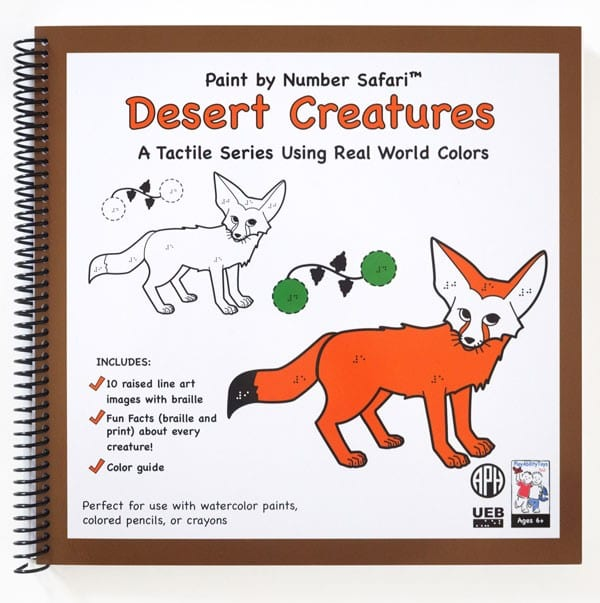 Paint by Number Safari™
Desert Creatures
A Tactile Series Using Real World Colors
INCLUDES:
10 raised line art
images with braille
Fun Facts (braille and
print) about every
creature!
Color guide
Perfect for use with watercolor paints,
colored pencils, or crayons
APH
UEB
PlayAbilityToys
Ages 6+